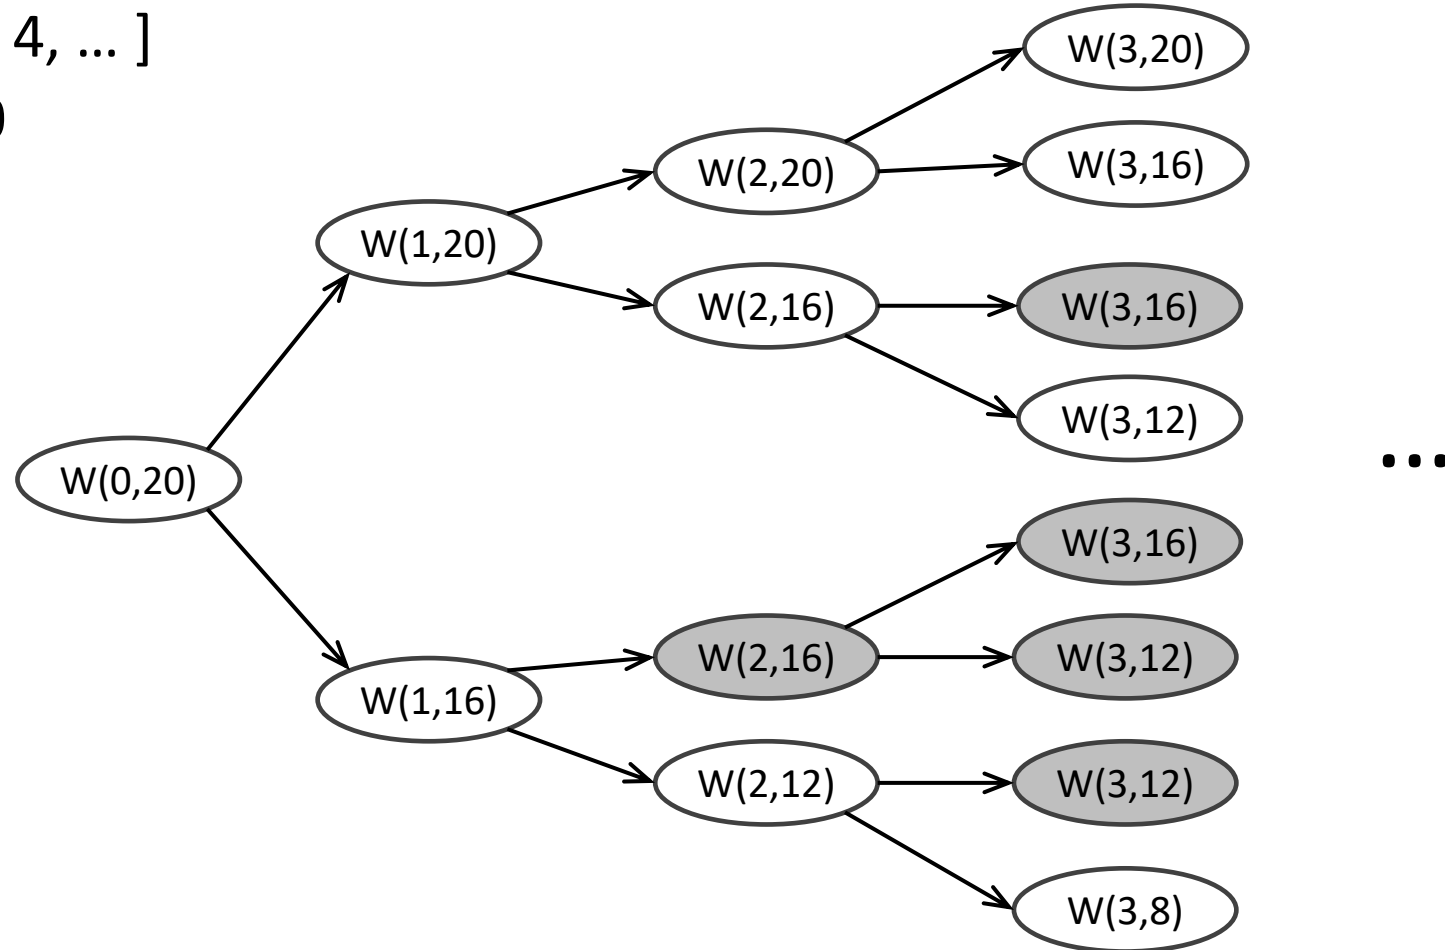 4, … ]
)
W(3,20)
W(3,16)
W(2,20)
W(1,20)
W(2,16)
W(3,16)
W(3,12)
W(0,20)
…
W(3,16)
W(2,16)
W(3,12)
W(1,16)
W(2,12)
W(3,12)
W(3,8)